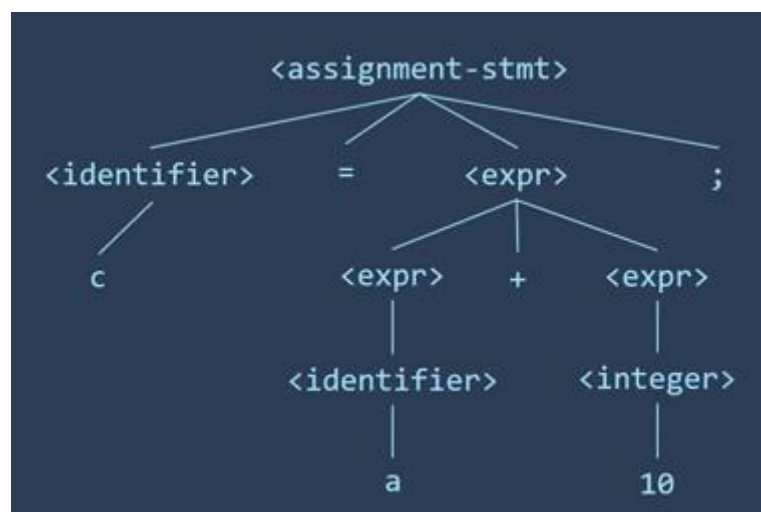 <assignment-stmt>
<identifier> = <expr> ;
c <expr> + <expr>
<identifier> <integer>
a 10